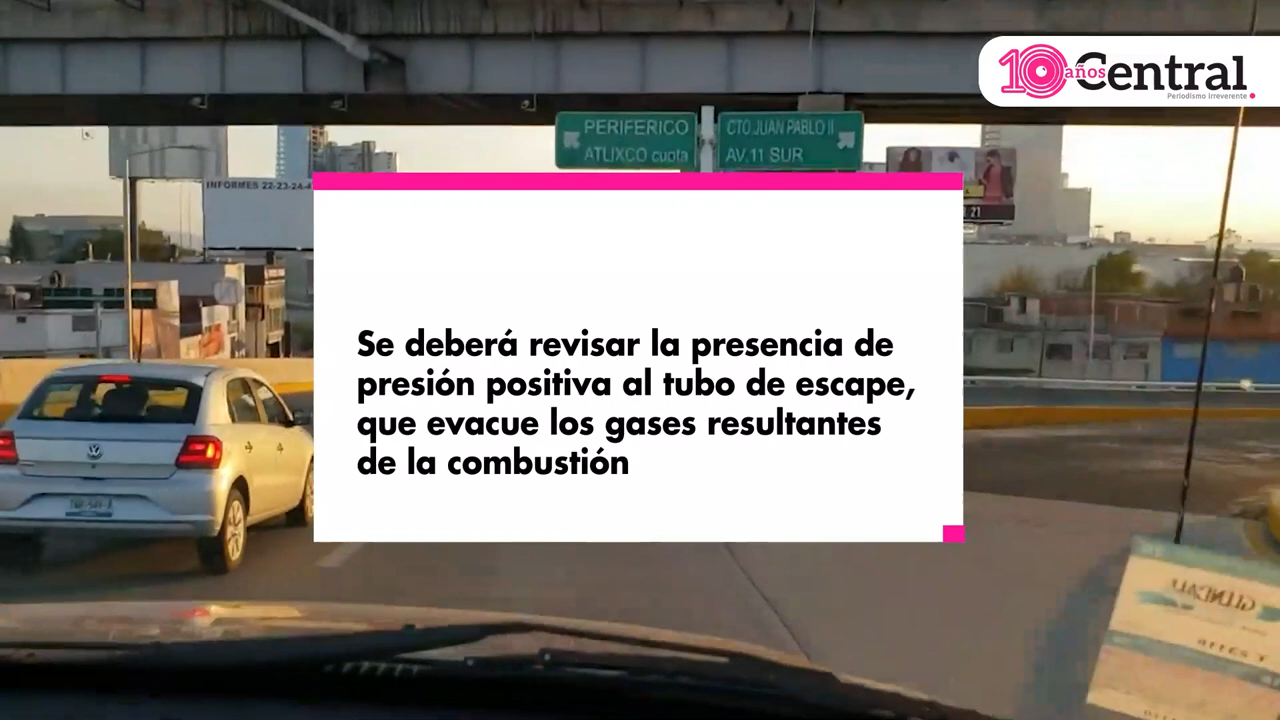 10 años Central.
Periodismo Irreverente
PERIFERICO
ATLIXCO cuota
CTO.JUAN PABLO II
AV.11 SUR
INFORMES 22-23-24-4
21
Se deberá revisar la presencia de
presión positiva al tubo de escape,
que evacue los gases resultantes
de la combustión